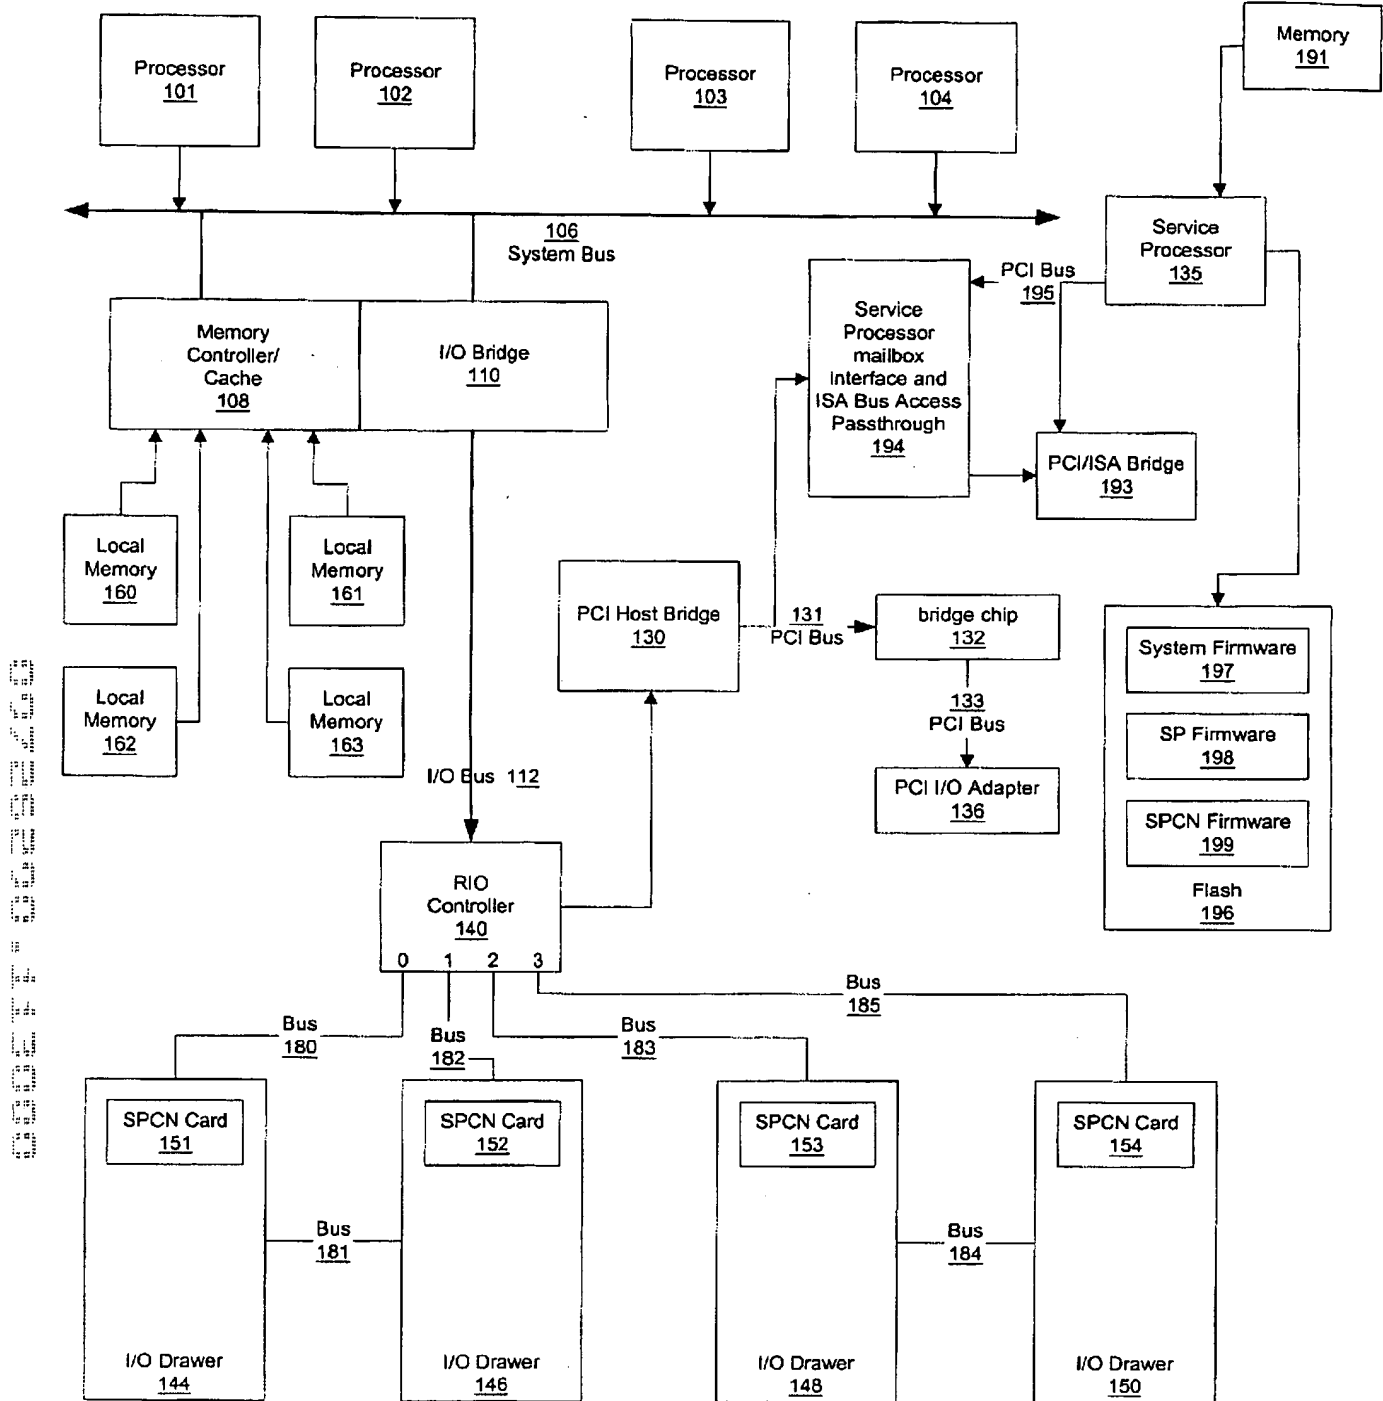 Processor
101
Processor
102
Processor
103
Processor
104
Memory
191
106
System Bus
Service
Processor
135
PCI Bus
195
Memory
Controller/
Cache
108
I/O Bridge
110
Service
Processor
mailbox
Interface and
ISA Bus Access
Passthrough
194
PCI/ISA Bridge
193
Local
Memory
160
Local
Memory
161
Local
Memory
162
Local
Memory
163
PCI Host Bridge
130
131
PCI Bus
bridge chip
132
133
PCI Bus
PCI I/O Adapter
136
System Firmware
197
SP Firmware
198
SPCN Firmware
199
Flash
196
I/O Bus 112
RIO
Controller
140
0 1 2 3
Bus
180
Bus
182
Bus
183
Bus
185
SPCN Card
151
SPCN Card
152
SPCN Card
153
SPCN Card
154
Bus
181
Bus
184
I/O Drawer
144
I/O Drawer
146
I/O Drawer
148
I/O Drawer
150